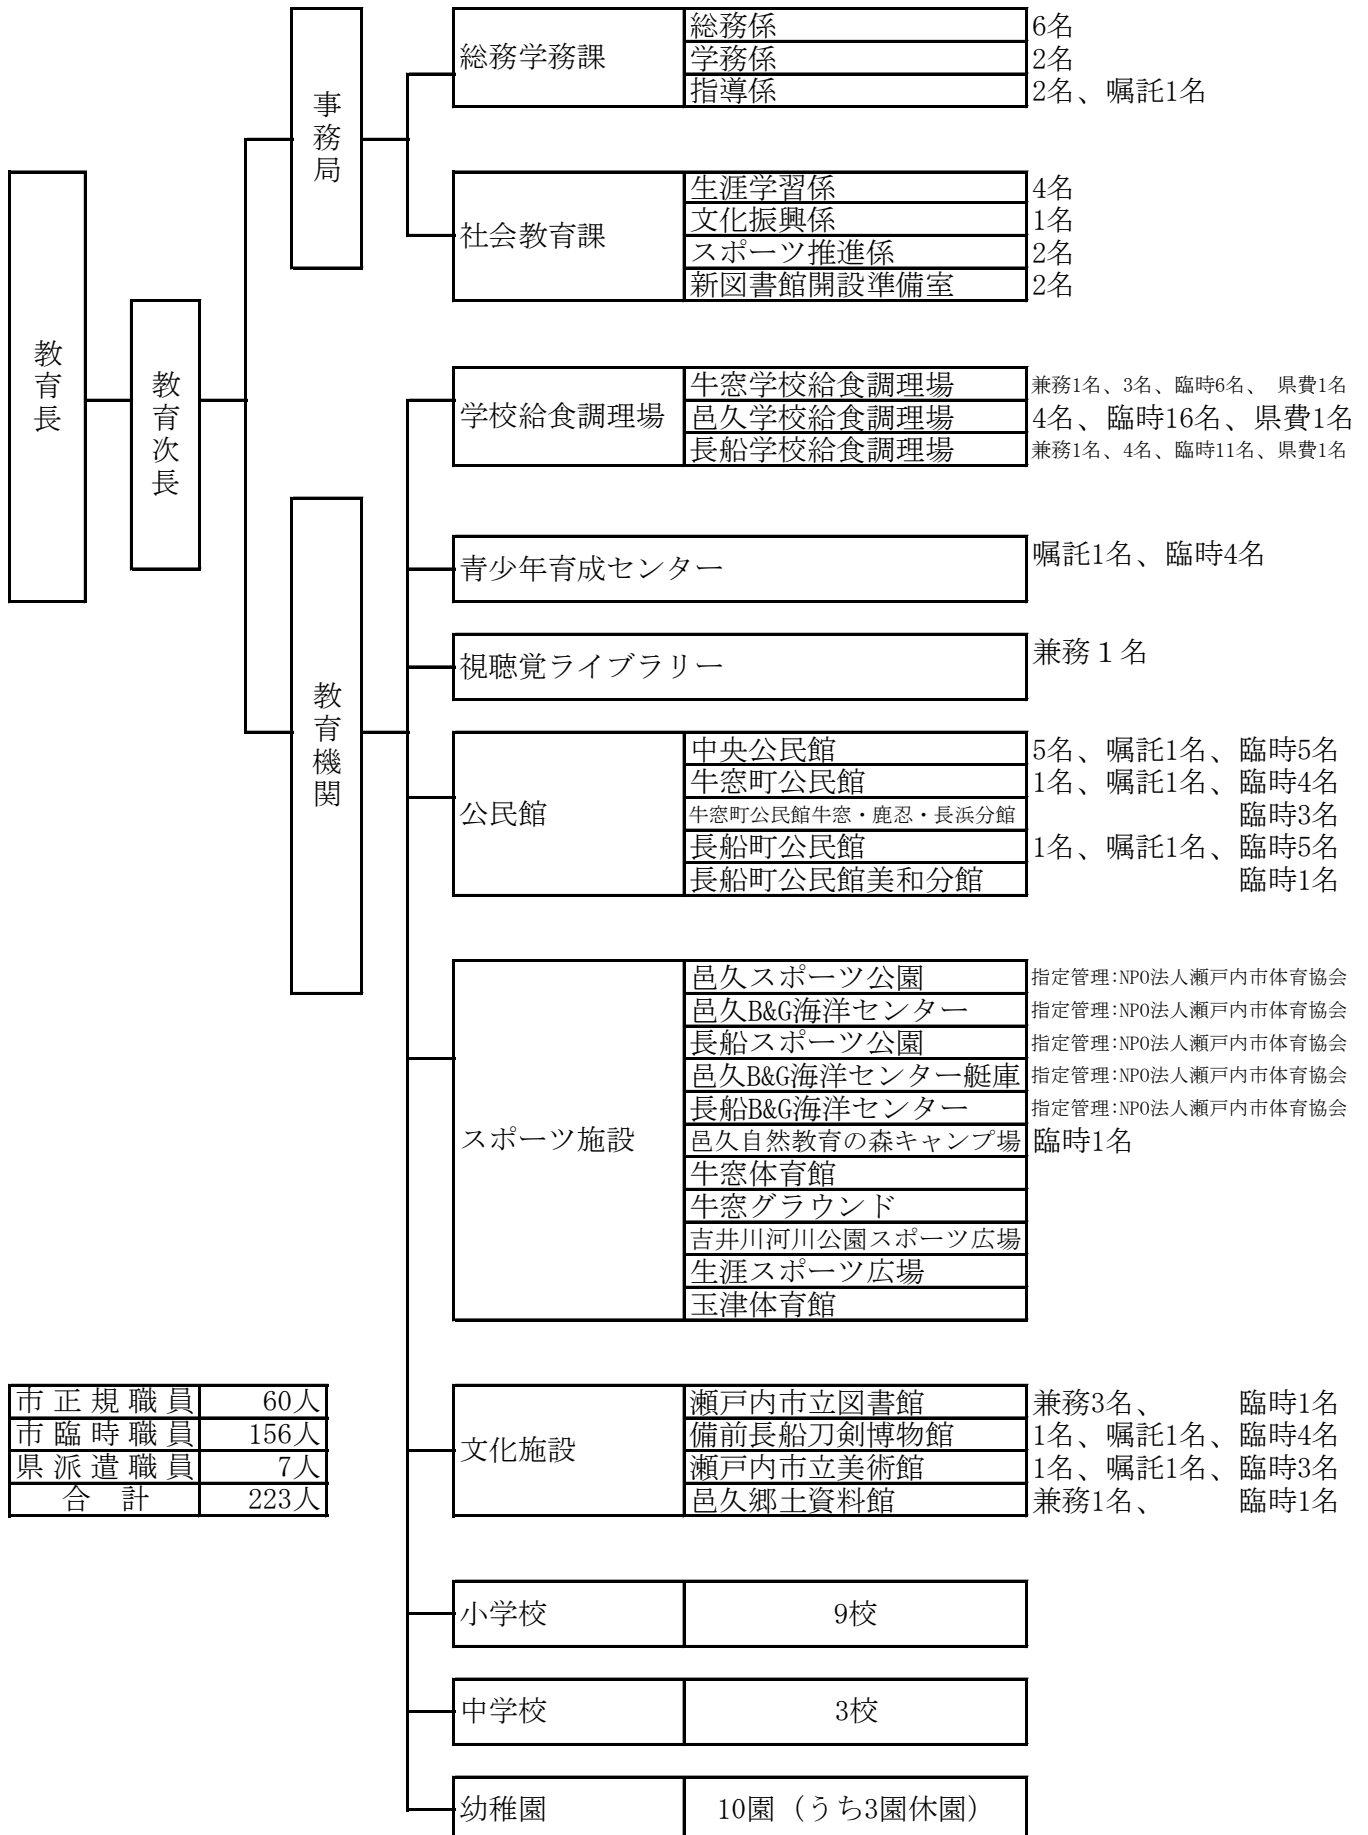 教育長
教育次長
事務局
総務学務課
総務係 6名
学務係 2名
指導係 2名、嘱託1名
社会教育課
生涯学習係 4名
文化振興係 1名
スポーツ推進係 2名
新図書館開設準備室 2名
教育機関
学校給食調理場
牛窓学校給食調理場 兼務1名、3名、臨時6名、 県費1名
邑久学校給食調理場 4名、臨時16名、県費1名
長船学校給食調理場 兼務1名、4名、臨時11名、県費1名
青少年育成センター 嘱託1名、臨時4名
視聴覚ライブラリー 兼務１名
公民館
中央公民館 5名、嘱託1名、臨時5名
牛窓町公民館 1名、嘱託1名、臨時4名
牛窓町公民館牛窓・鹿忍・長浜分館 臨時3名
長船町公民館 1名、嘱託1名、臨時5名
長船町公民館美和分館 臨時1名
スポーツ施設
邑久スポーツ公園 指定管理:NPO法人瀬戸内市体育協会
邑久B&G海洋センター 指定管理:NPO法人瀬戸内市体育協会
長船スポーツ公園 指定管理:NPO法人瀬戸内市体育協会
邑久B&G海洋センター艇庫 指定管理:NPO法人瀬戸内市体育協会
長船B&G海洋センター 指定管理:NPO法人瀬戸内市体育協会
邑久自然教育の森キャンプ場 臨時1名
牛窓体育館
牛窓グラウンド
吉井川河川公園スポーツ広場
生涯スポーツ広場
玉津体育館
文化施設
瀬戸内市立図書館 兼務3名、 臨時1名
備前長船刀剣博物館 1名、嘱託1名、臨時4名
瀬戸内市立美術館 1名、嘱託1名、臨時3名
邑久郷土資料館 兼務1名、 臨時1名
小学校 9校
中学校 3校
幼稚園 10園（うち3園休園）
市正規職員 60人
市臨時職員 156人
県派遣職員 7人
合 計 223人